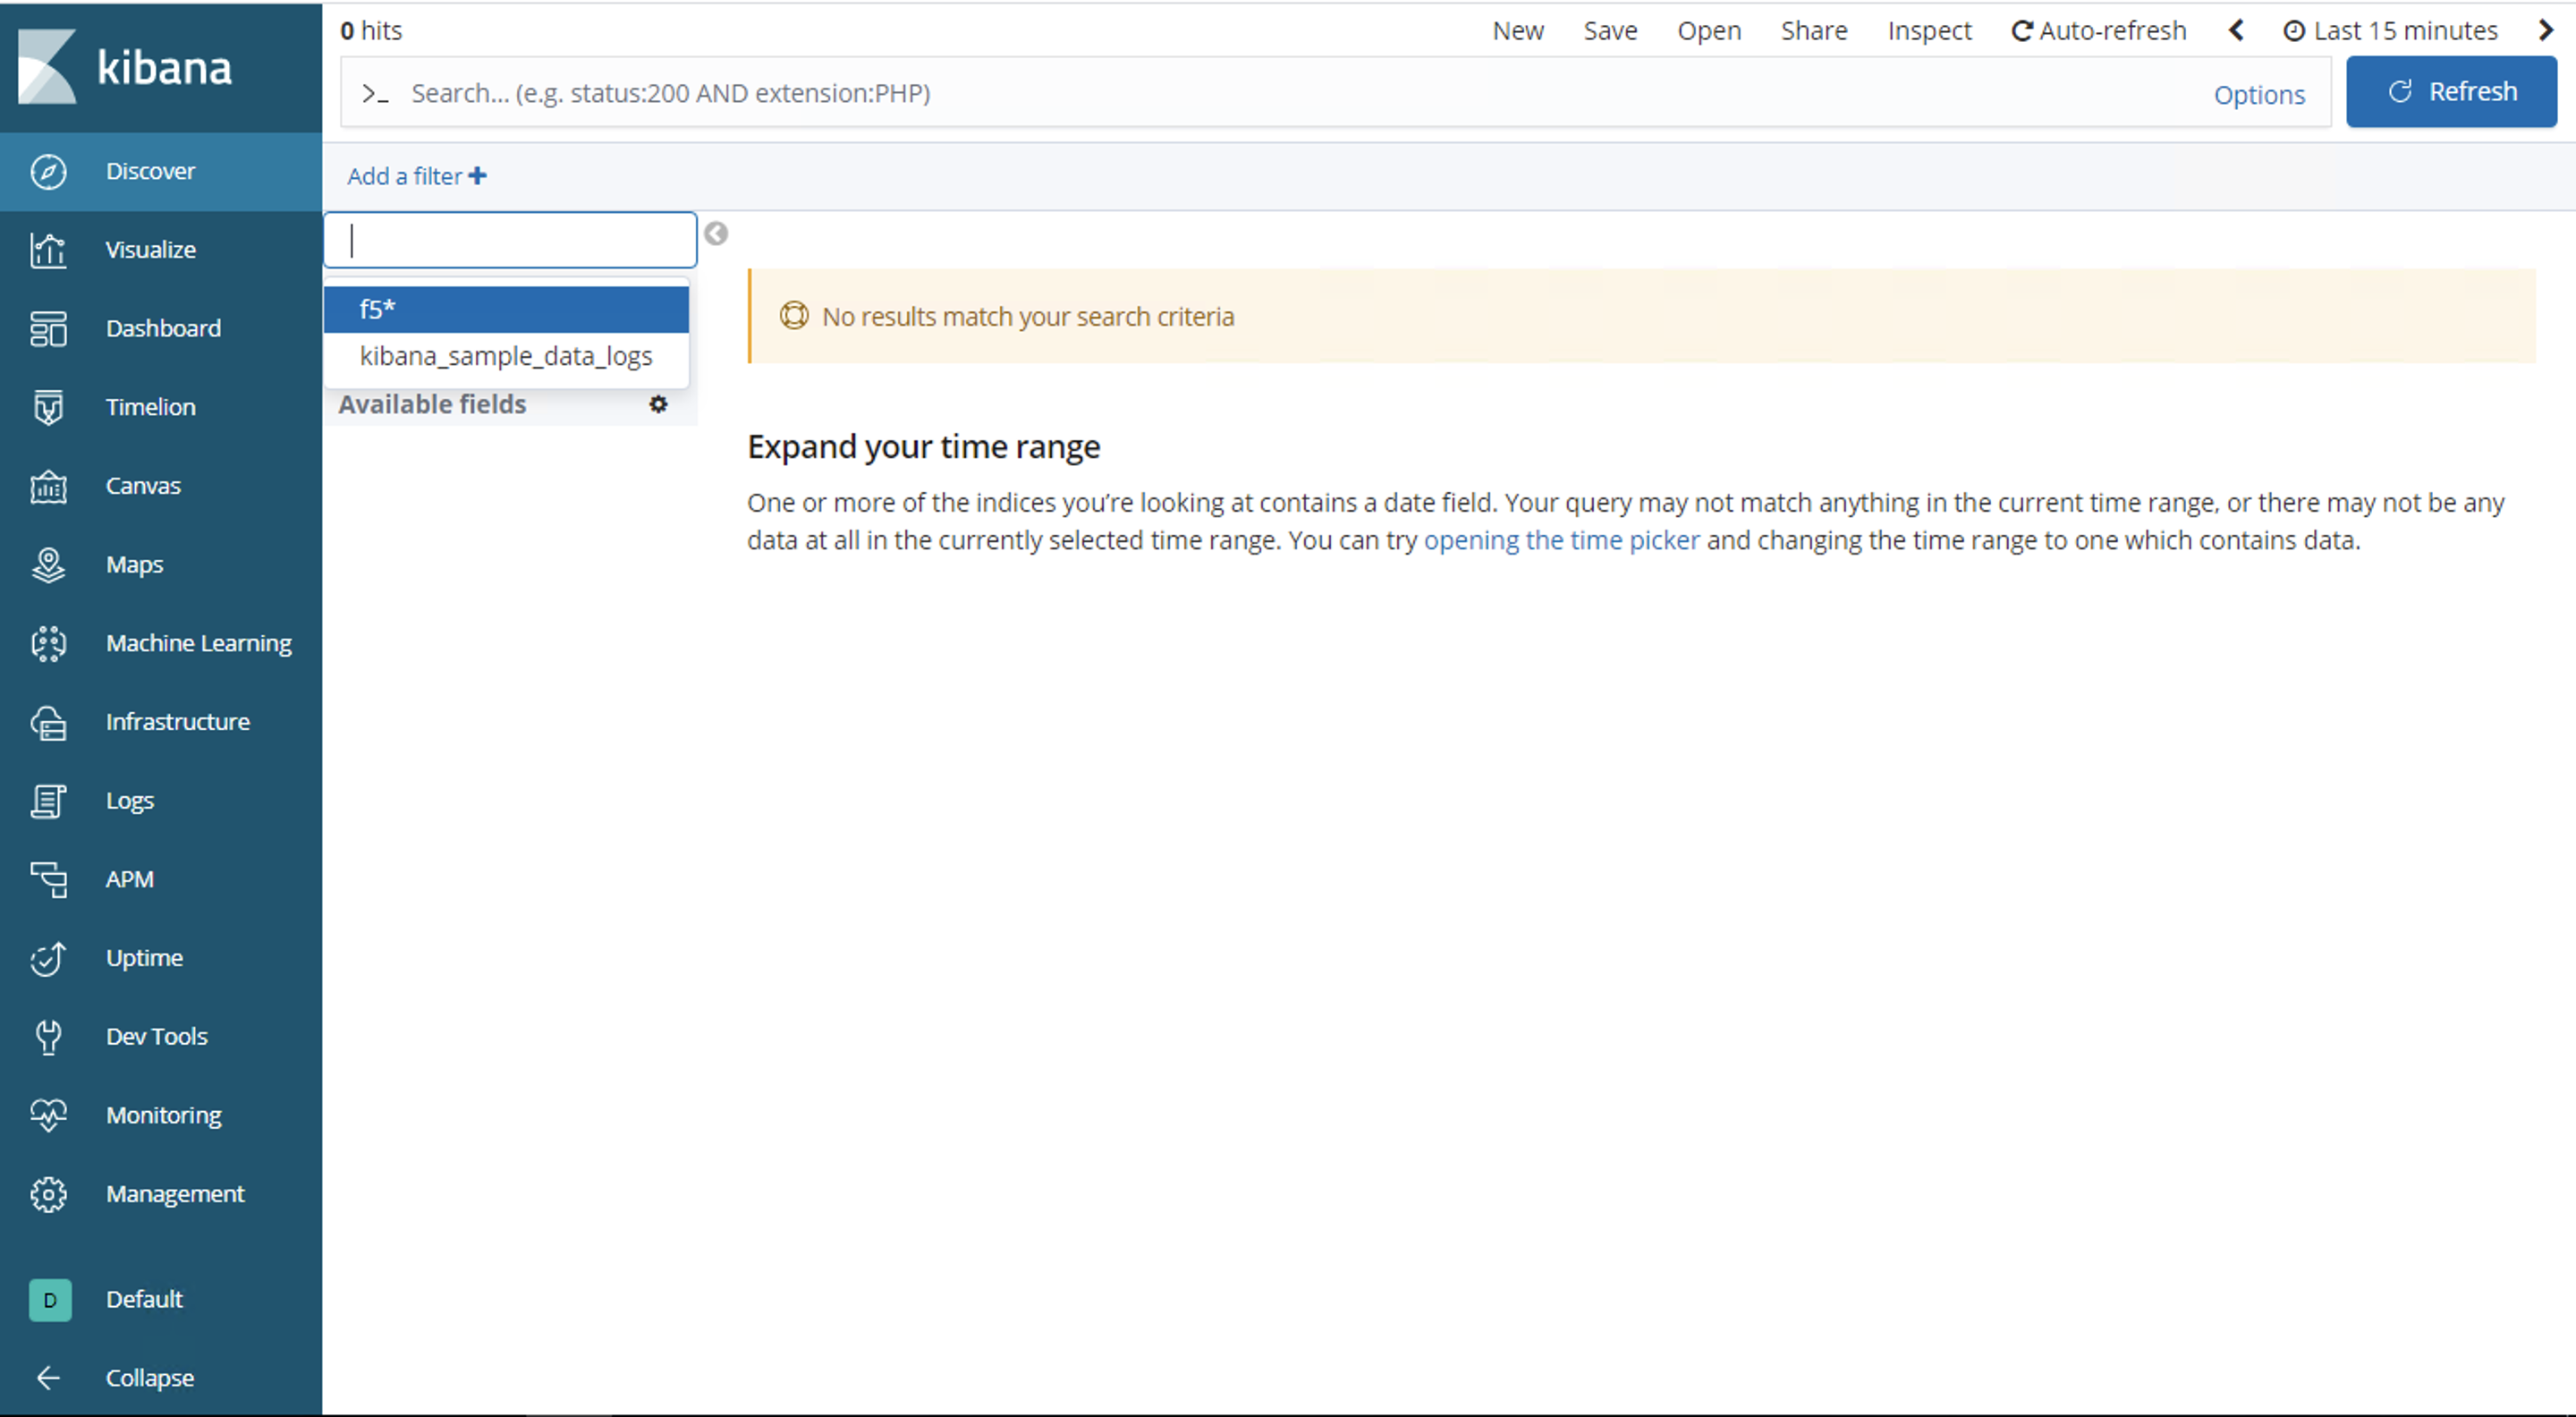 kibana
0 hits
New Save Open Share Inspect Auto-refresh Last 15 minutes
>_ Search... (e.g. status:200 AND extension:PHP) Options Refresh
Add a filter +
Discover
Visualize
Dashboard
Timelion
Canvas
Maps
Machine Learning
Infrastructure
Logs
APM
Uptime
Dev Tools
Monitoring
Management
D Default
Collapse
f5*
kibana_sample_data_logs
Available fields
No results match your search criteria
Expand your time range
One or more of the indices you’re looking at contains a date field. Your query may not match anything in the current time range, or there may not be any
data at all in the currently selected time range. You can try opening the time picker and changing the time range to one which contains data.